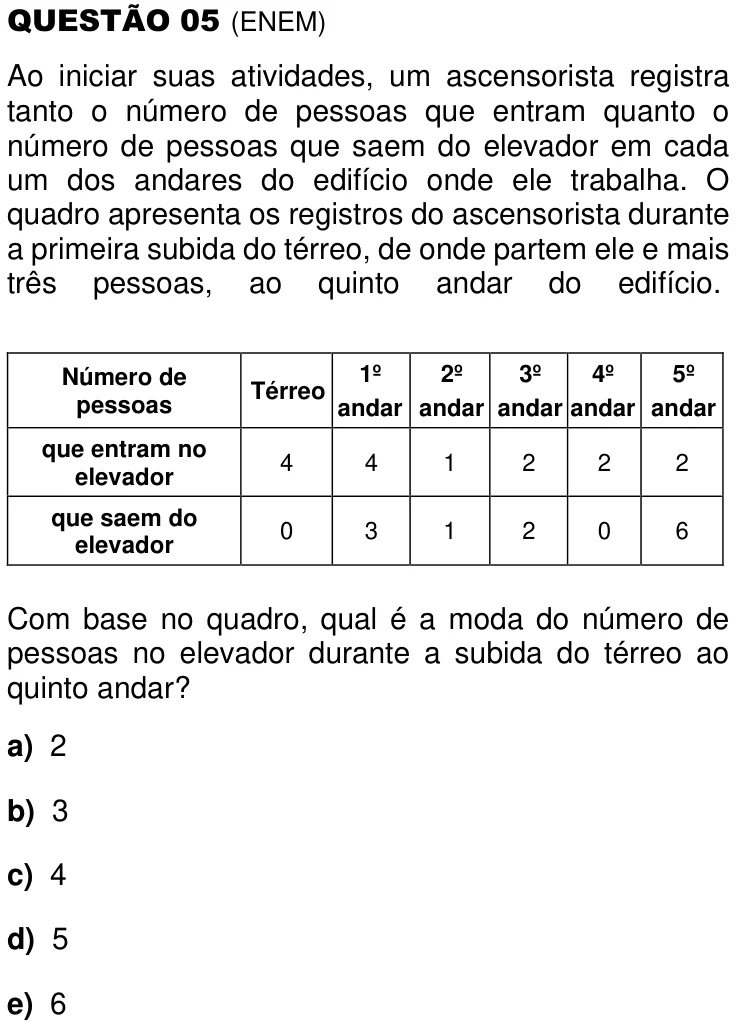 QUESTÃO 05 (ENEM)
Ao iniciar suas atividades, um ascensorista registra
tanto o número de pessoas que entram quanto o
número de pessoas que saem do elevador em cada
um dos andares do edifício onde ele trabalha. O
quadro apresenta os registros do ascensorista durante
a primeira subida do térreo, de onde partem ele e mais
três pessoas, ao quinto andar do edifício.
Número de pessoas Térreo 1º andar 2º andar 3º andar 4º andar 5º andar
que entram no elevador 4 4 1 2 2 2
que saem do elevador 0 3 1 2 0 6
Com base no quadro, qual é a moda do número de
pessoas no elevador durante a subida do térreo ao
quinto andar?
a) 2
b) 3
c) 4
d) 5
e) 6